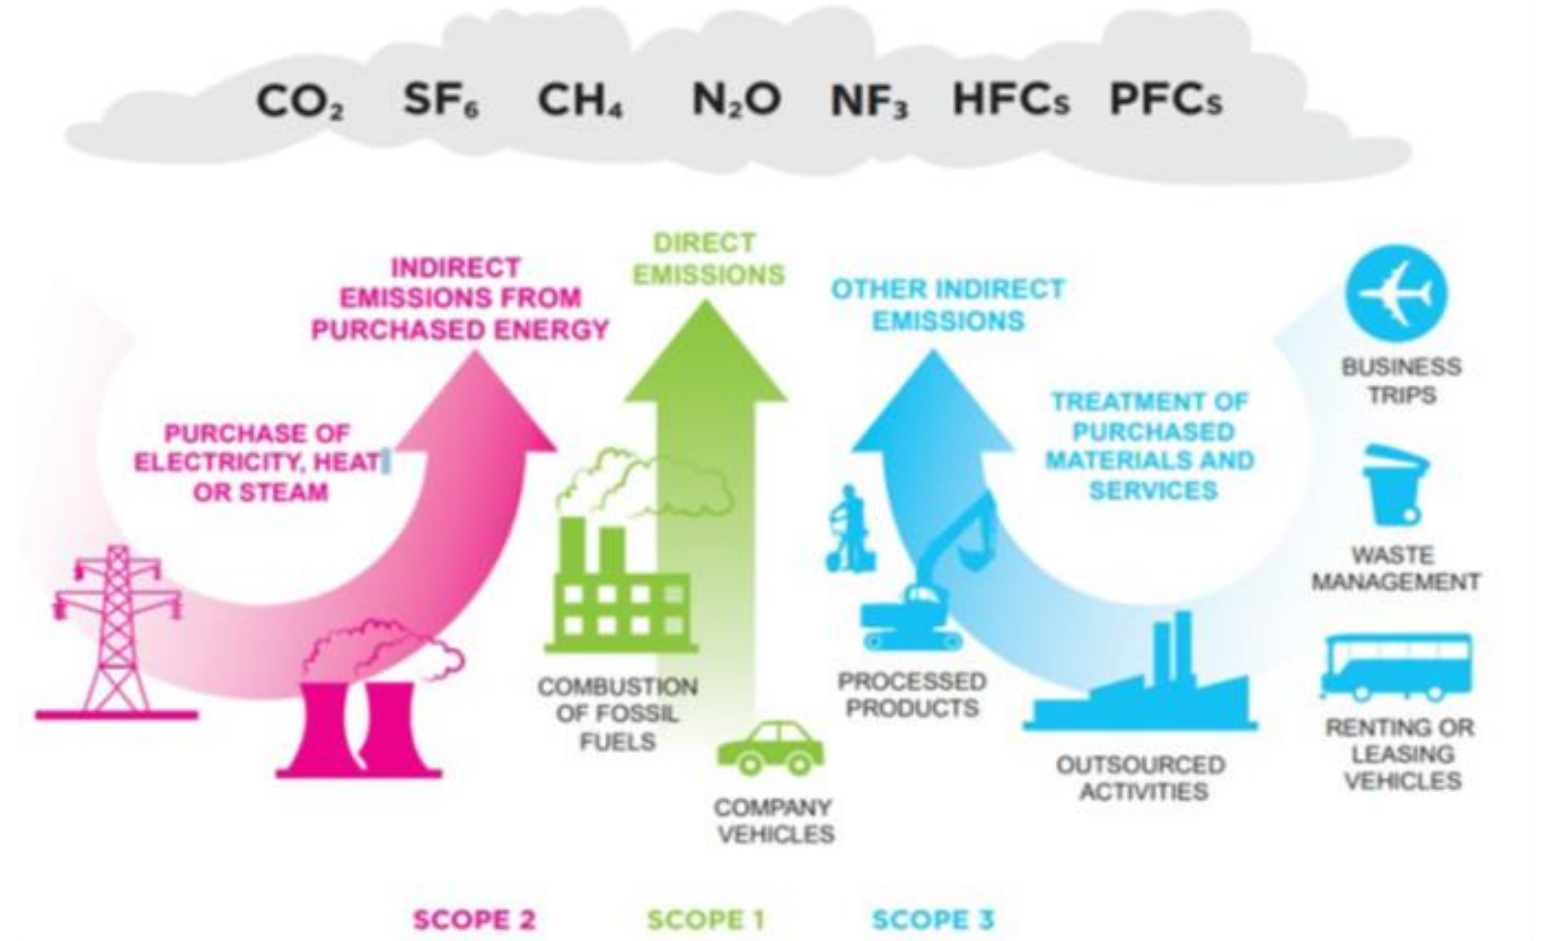 CO₂ SF₆ CH₄ N₂O NF₃ HFCs PFCs
INDIRECT
EMISSIONS FROM
PURCHASED ENERGY
PURCHASE OF
ELECTRICITY, HEAT
OR STEAM
DIRECT
EMISSIONS
COMBUSTION
OF FOSSIL
FUELS
COMPANY
VEHICLES
OTHER INDIRECT
EMISSIONS
TREATMENT OF
PURCHASED
MATERIALS AND
SERVICES
PROCESSED
PRODUCTS
OUTSOURCED
ACTIVITIES
BUSINESS
TRIPS
WASTE
MANAGEMENT
RENTING OR
LEASING
VEHICLES
SCOPE 2 SCOPE 1 SCOPE 3